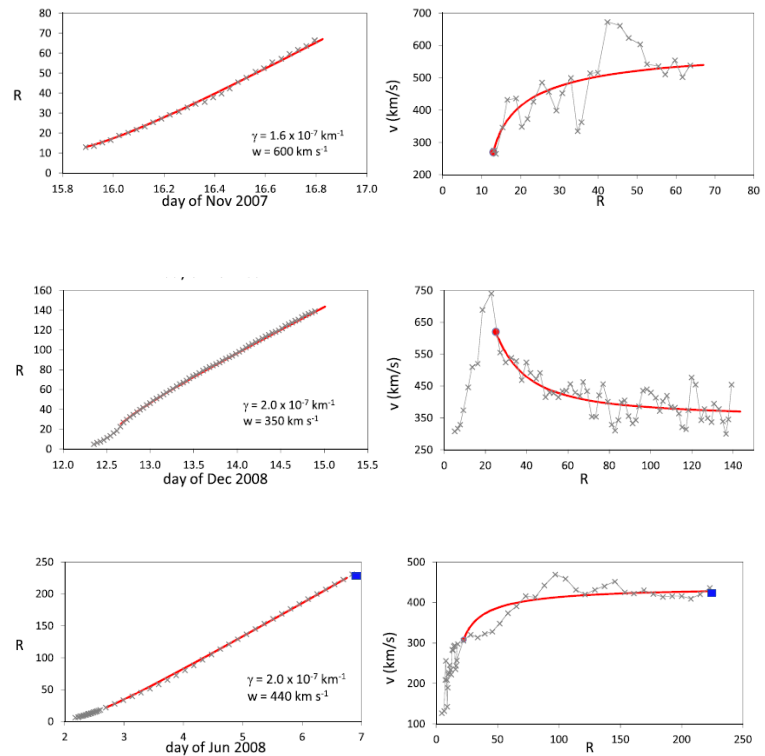 80
70
60
50
40
30
20
10
0
R
γ = 1.6 x 10⁻⁷ km⁻¹
w = 600 km s⁻¹
15.8 16.0 16.2 16.4 16.6 16.8 17.0
day of Nov 2007
700
600
500
400
300
200
v (km/s)
0 10 20 30 40 50 60 70 80
R
160
140
120
100
80
60
40
20
0
R
γ = 2.0 x 10⁻⁷ km⁻¹
w = 350 km s⁻¹
12.0 12.5 13.0 13.5 14.0 14.5 15.0 15.5
day of Dec 2008
750
650
550
450
350
250
v (km/s)
0 20 40 60 80 100 120 140
R
250
200
150
100
50
0
R
γ = 2.0 x 10⁻⁷ km⁻¹
w = 440 km s⁻¹
2 3 4 5 6 7
day of Jun 2008
500
400
300
200
100
v (km/s)
0 50 100 150 200 250
R